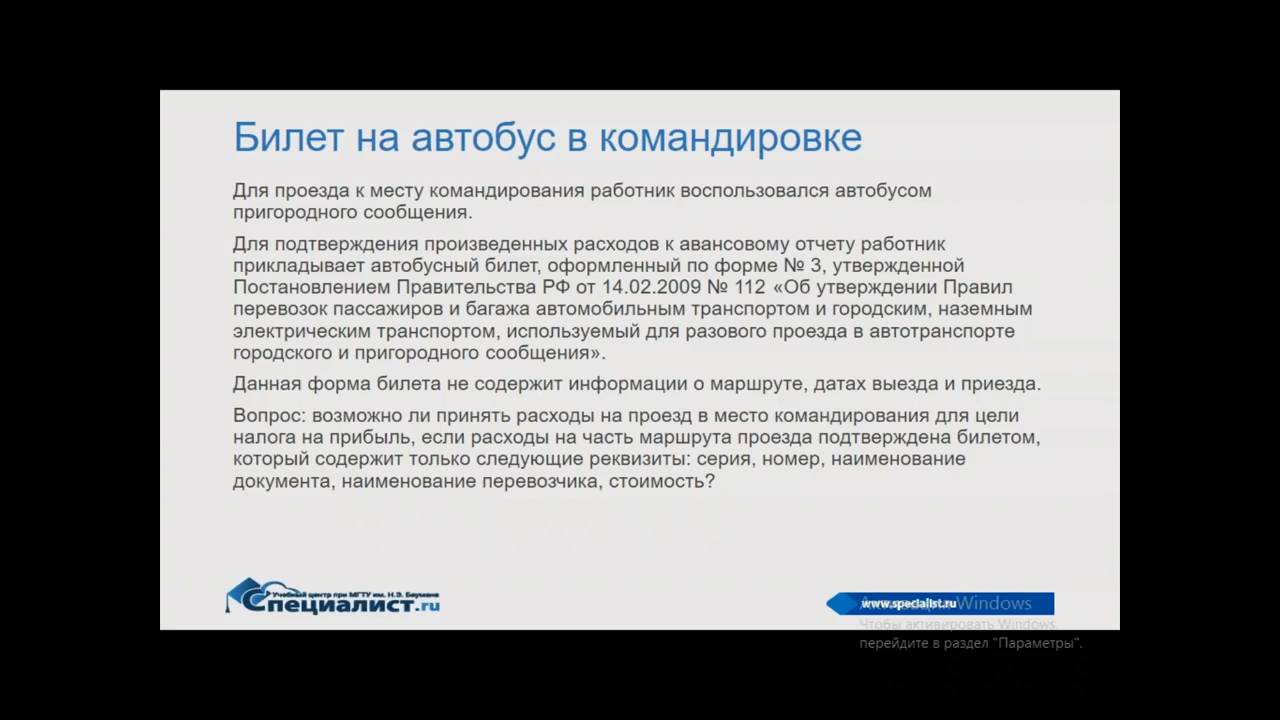 Билет на автобус в командировке
Для проезда к месту командирования работник воспользовался автобусом
пригородного сообщения.
Для подтверждения произведенных расходов к авансовому отчету работник
прикладывает автобусный билет, оформленный по форме № 3, утвержденной
Постановлением Правительства РФ от 14.02.2009 № 112 «Об утверждении Правил
перевозок пассажиров и багажа автомобильным транспортом и городским, наземным
электрическим транспортом, используемый для разового проезда в автотранспорте
городского и пригородного сообщения».
Данная форма билета не содержит информации о маршруте, датах выезда и приезда.
Вопрос: возможно ли принять расходы на проезд в место командирования для цели
налога на прибыль, если расходы на часть маршрута проезда подтверждена билетом,
который содержит только следующие реквизиты: серия, номер, наименование
документа, наименование перевозчика, стоимость?
Учебный центр при МГТУ им. Н.Э. Баумана
Специалист.ru
www.specialist.ru
Windows
Чтобы активировать Windows,
перейдите в раздел "Параметры".